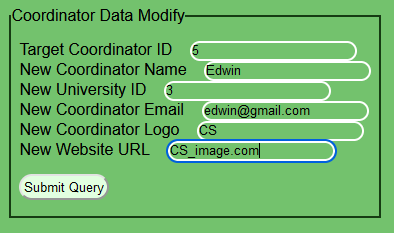 Coordinator Data Modify
Target Coordinator ID 5
New Coordinator Name Edwin
New University ID 3
New Coordinator Email edwin@gmail.com
New Coordinator Logo CS
New Website URL CS_image.com
Submit Query